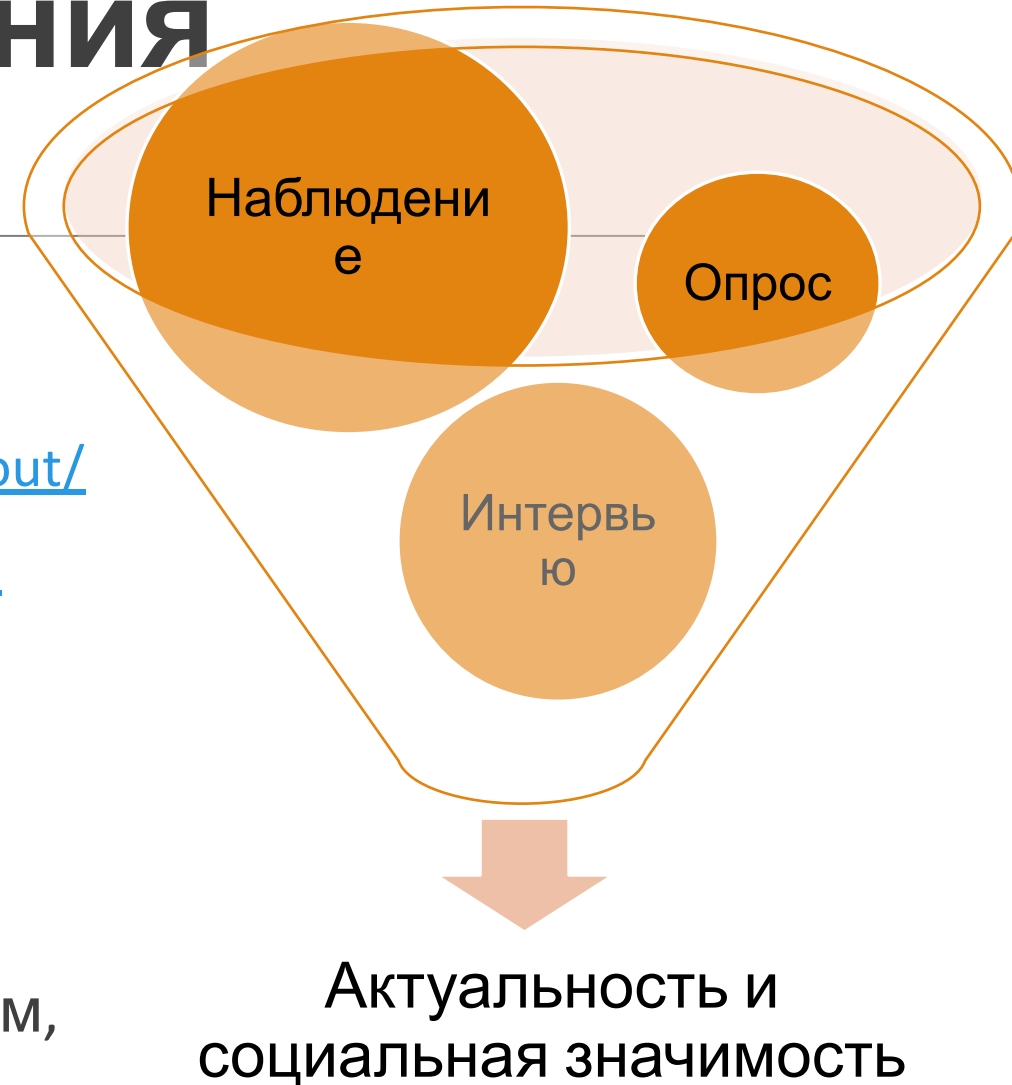 ния
Наблюдени
е
Опрос
out/
Интервь
ю
м,
Актуальность и
социальная значимость